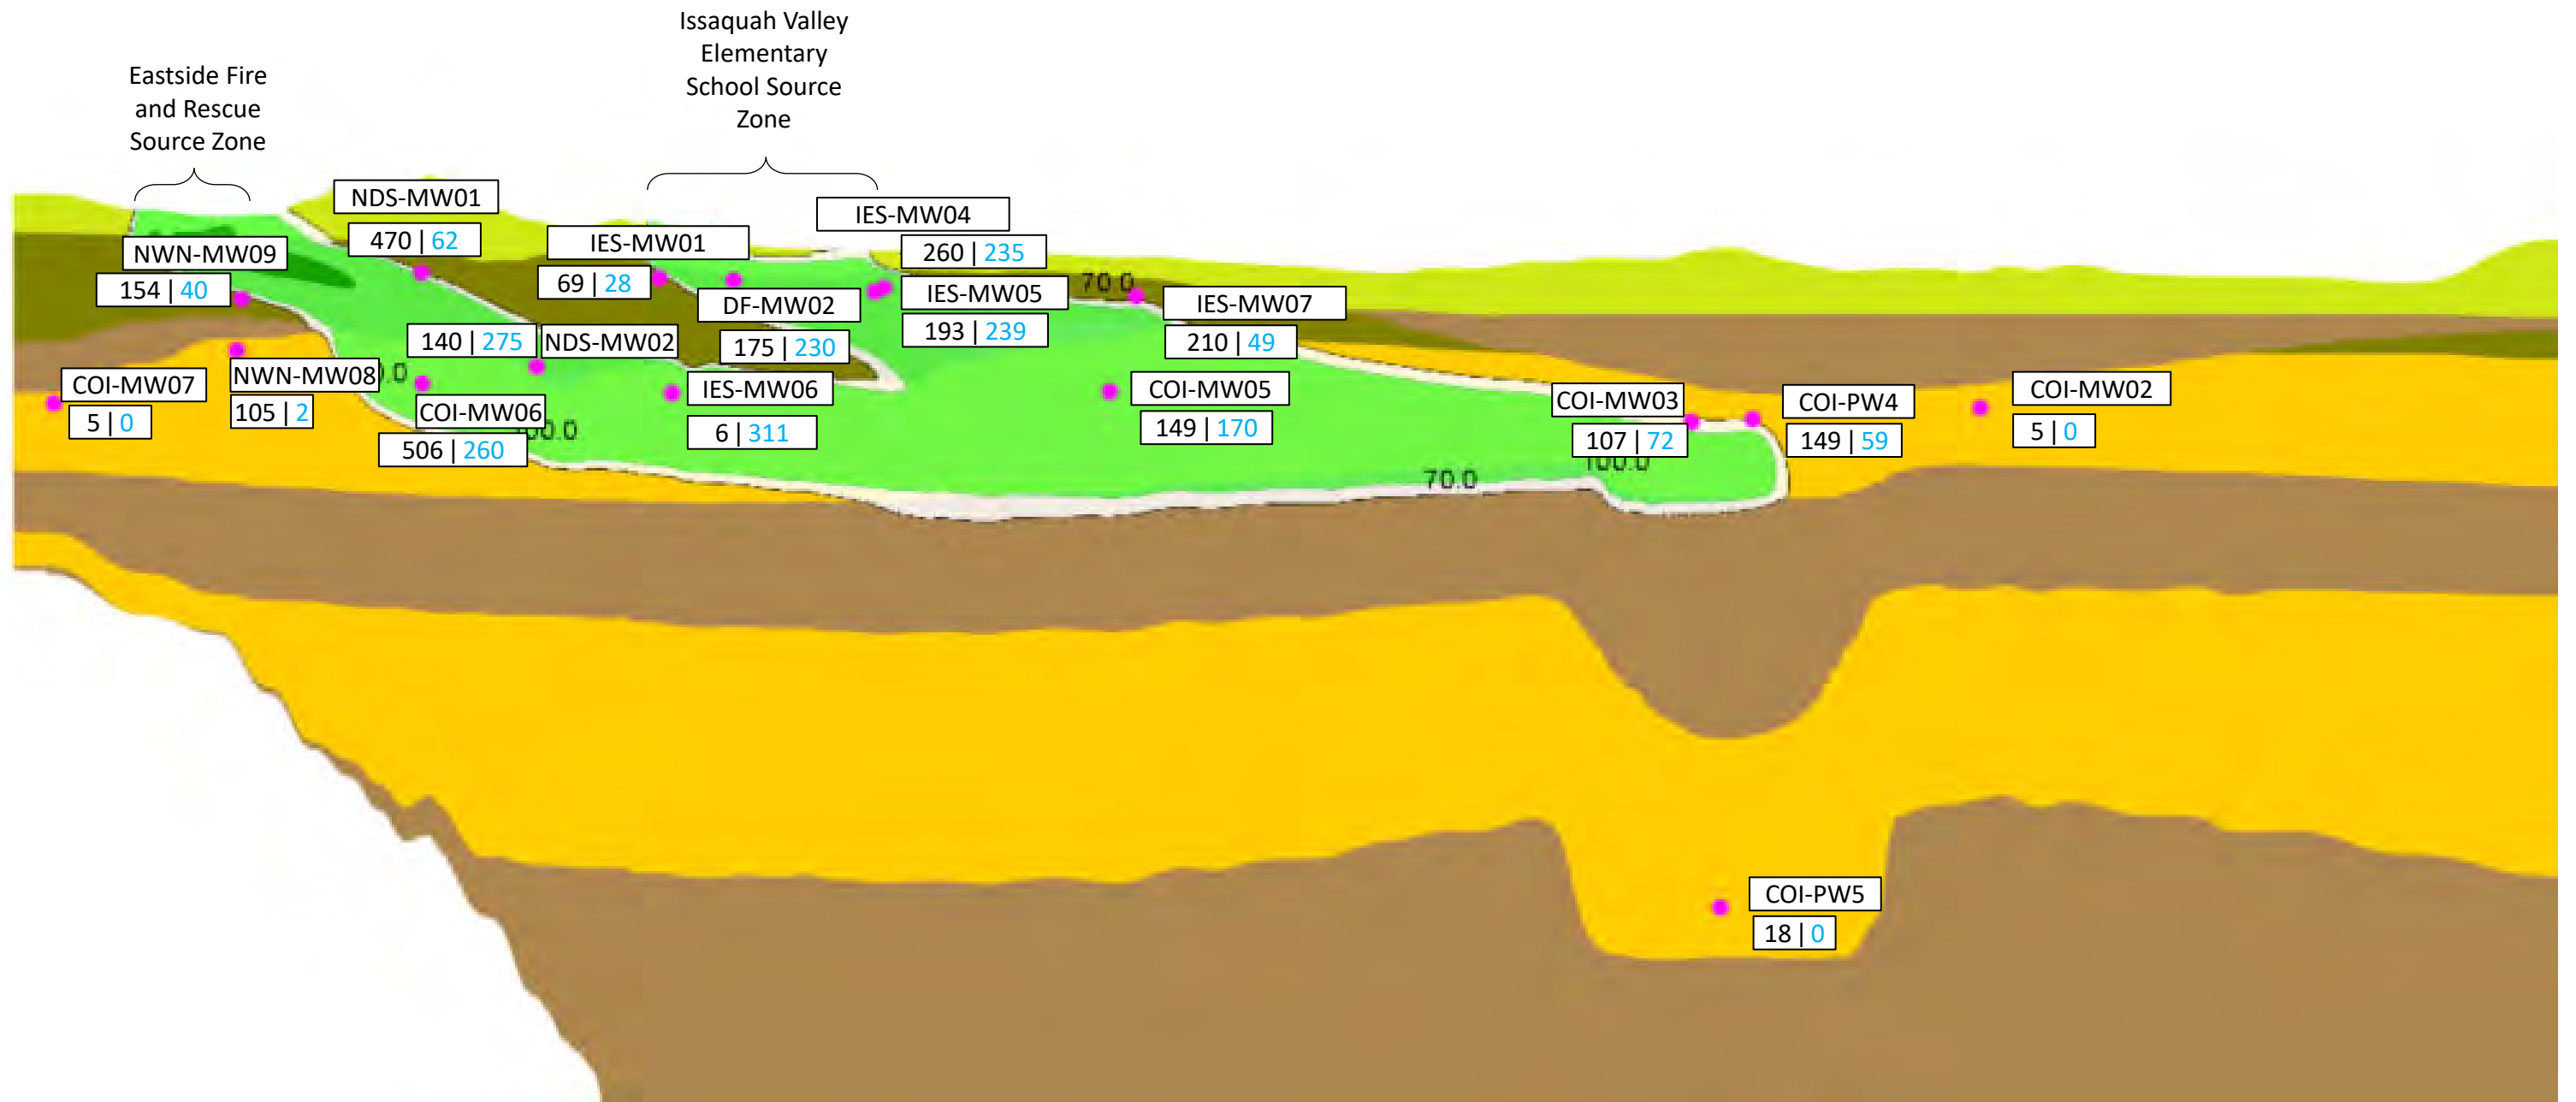 Issaquah Valley
Elementary
School Source
Zone
Eastside Fire
and Rescue
Source Zone
NDS-MW01
470 | 62
IES-MW04
260 | 235
IES-MW01
69 | 28
NWN-MW09
154 | 40
70.0
IES-MW05
193 | 239
DF-MW02
175 | 230
IES-MW07
210 | 49
140 | 275
NDS-MW02
NWN-MW08
105 | 2
0.0
COI-MW07
5 | 0
IES-MW06
6 | 311
COI-MW05
149 | 170
COI-MW06
506 | 260
COI-MW03
107 | 72
COI-PW4
149 | 59
COI-MW02
5 | 0
100.0
70.0
COI-PW5
18 | 0